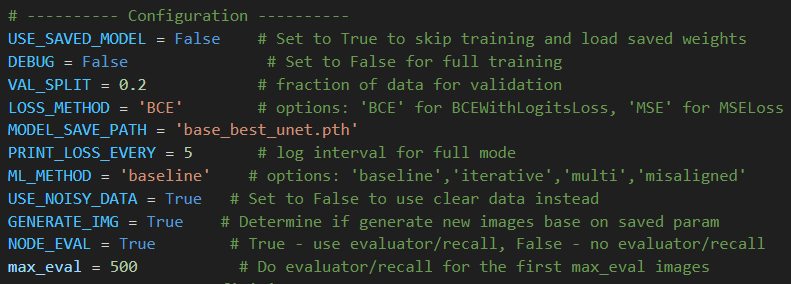 # ---------- Configuration ----------
USE_SAVED_MODEL = False    # Set to True to skip training and load saved weights
DEBUG = False               # Set to False for full training
VAL_SPLIT = 0.2            # fraction of data for validation
LOSS_METHOD = 'BCE'        # options: 'BCE' for BCEWithLogitsLoss, 'MSE' for MSELoss
MODEL_SAVE_PATH = 'base_best_unet.pth'
PRINT_LOSS_EVERY = 5       # log interval for full mode
ML_METHOD = 'baseline'    # options: 'baseline','iterative','multi','misaligned'
USE_NOISY_DATA = True   # Set to False to use clear data instead
GENERATE_IMG = True    # Determine if generate new images base on saved param
NODE_EVAL = True        # True - use evaluator/recall, False - no evaluator/recall
max_eval = 500           # Do evaluator/recall for the first max_eval images